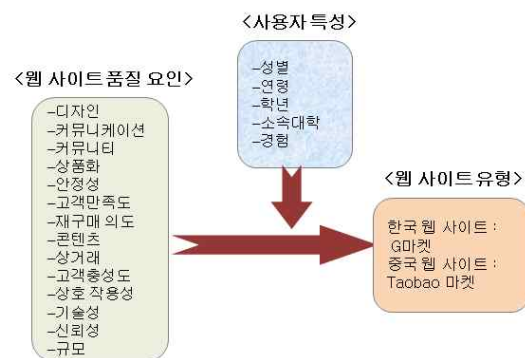 <사용자 특성>
-성별
-연령
-학년
-소속대학
-경험
<웹 사이트 품질 요인>
-디자인
-커뮤니케이션
-커뮤니티
-상품화
-안정성
-고객만족도
-재구매 의도
-콘텐츠
-상거래
-고객충성도
-상호 작용성
-기술성
-신뢰성
-규모
<웹 사이트 유형>
한국 웹 사이트 :
G마켓
중국 웹 사이트 :
Taobao 마켓